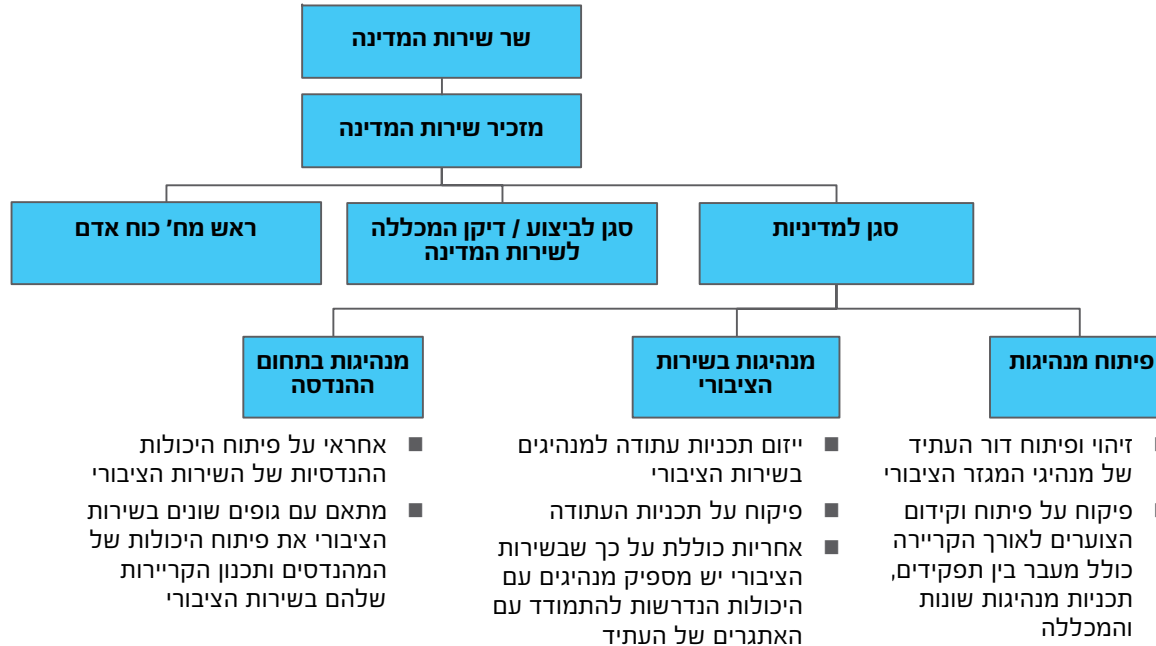 שר שירות המדינה
מזכיר שירות המדינה
סגן למדיניות
סגן לביצוע / דיקן המכללה
לשירות המדינה
ראש מח' כוח אדם
פיתוח מנהיגות
זיהוי ופיתוח דור העתיד
של מנהיגי המגזר הציבורי
פיקוח על פיתוח וקידום
הצוערים לאורך הקריירה
כולל מעבר בין תפקידים,
תכניות מנהיגות שונות
והמכללה
מנהיגות בשירות
הציבורי
■ ייזום תכניות עתודה למנהיגים
בשירות הציבורי
■ פיקוח על תכניות העתודה
■ אחריות כוללת על כך שבשירות
הציבורי יש מספיק מנהיגים עם
היכולות הנדרשות להתמודד עם
האתגרים של העתיד
מנהיגות בתחום
ההנדסה
■ אחראי על פיתוח היכולות
ההנדסיות של השירות הציבורי
■ מתאם עם גופים שונים בשירות
הציבורי את פיתוח היכולות של
המהנדסים ותכנון הקריירות
שלהם בשירות הציבורי